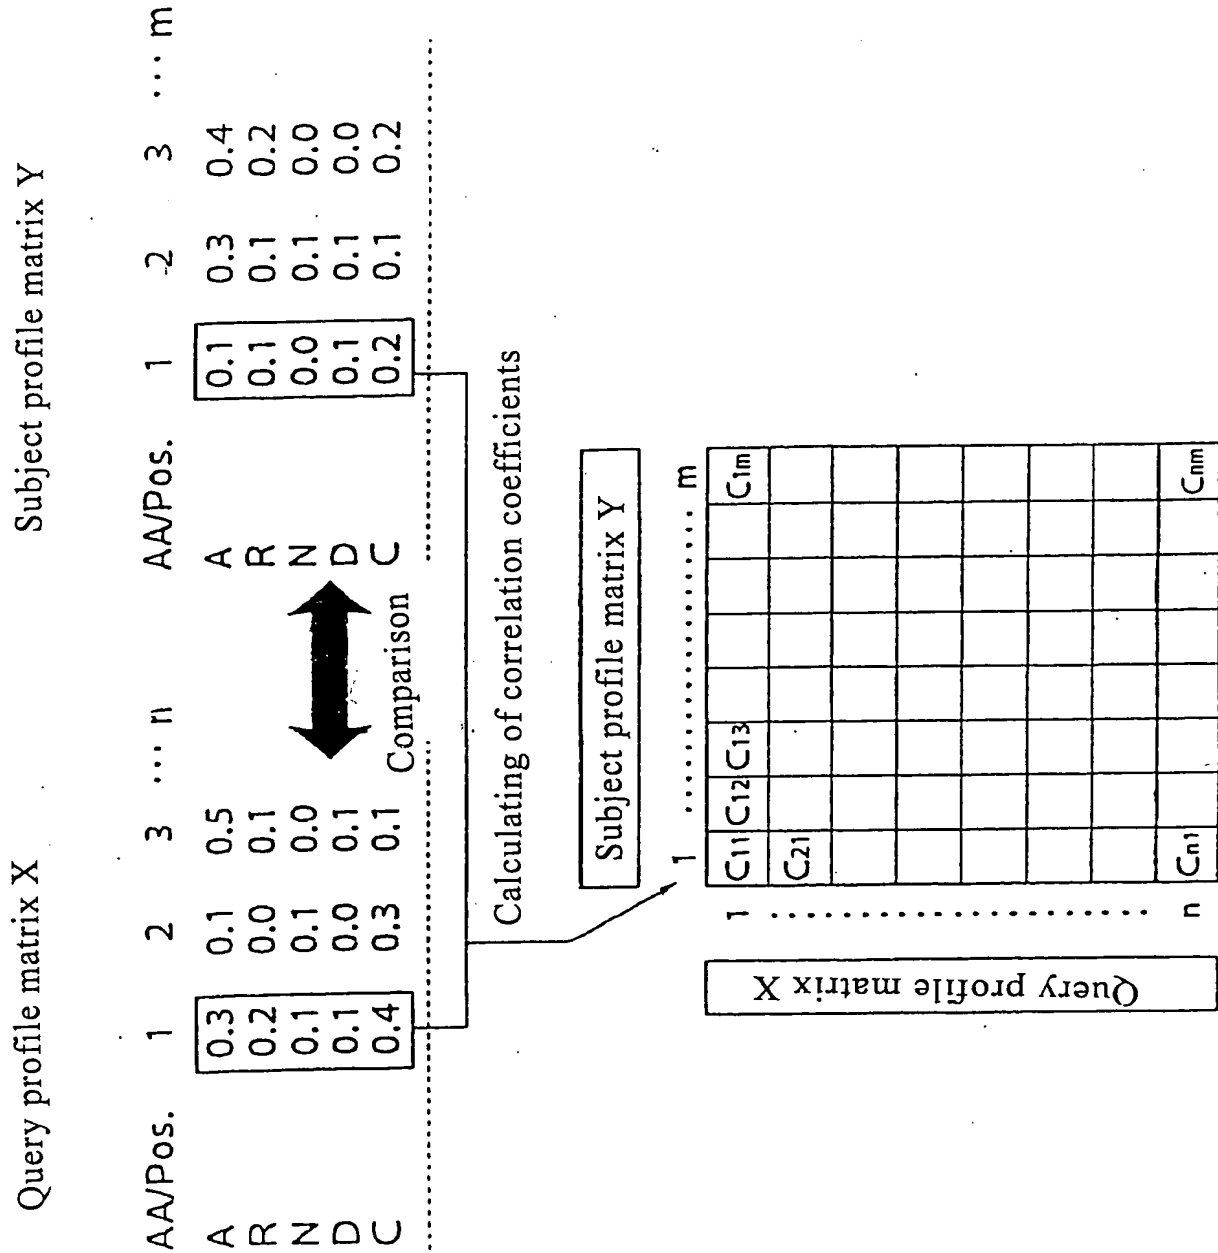 Query profile matrix X
AA/Pos. 1 2 3 ... n
A 0.3 0.1 0.5
R 0.2 0.0 0.1
N 0.1 0.1 0.0
D 0.1 0.0 0.1
C 0.4 0.3 0.1
Comparison
Subject profile matrix Y
AA/Pos. 1 2 3 ... m
A 0.1 0.3 0.4
R 0.1 0.1 0.2
N 0.0 0.1 0.0
D 0.1 0.1 0.0
C 0.2 0.1 0.2
Calculating of correlation coefficients
Subject profile matrix Y
1 .................. m
Query profile matrix X
1 .................. n
C11 C12 C13 C1m
C21
Cn1 Cnm